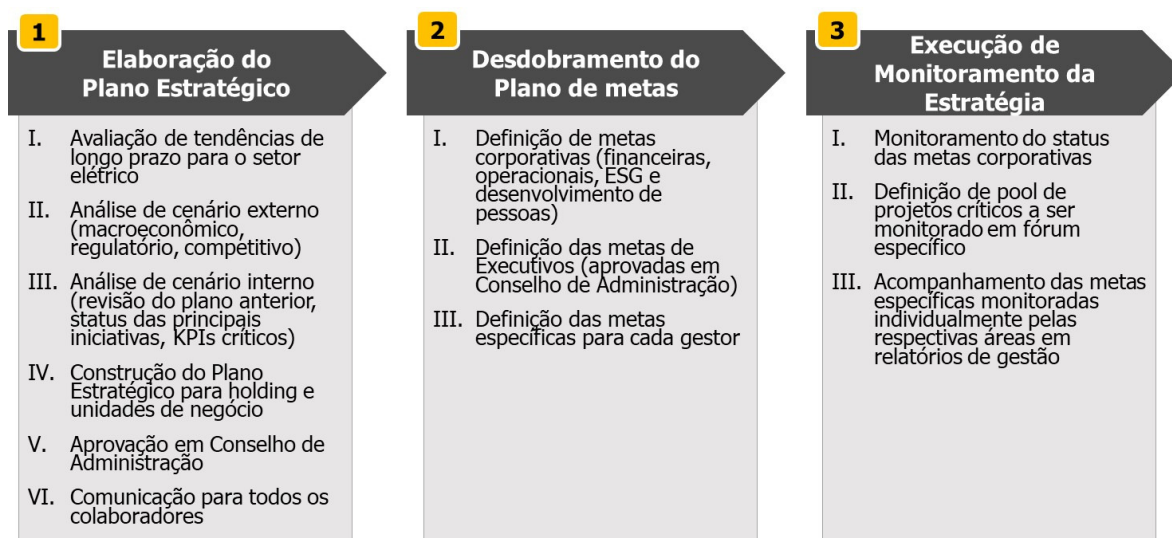 1
Elaboração do
Plano Estratégico
I. Avaliação de tendências de
longo prazo para o setor
elétrico
II. Análise de cenário externo
(macroeconômico,
regulatório, competitivo)
III. Análise de cenário interno
(revisão do plano anterior,
status das principais
iniciativas, KPIs críticos)
IV. Construção do Plano
Estratégico para holding e
unidades de negócio
V. Aprovação em Conselho de
Administração
VI. Comunicação para todos os
colaboradores
2
Desdobramento do
Plano de metas
I. Definição de metas
corporativas (financeiras,
operacionais, ESG e
desenvolvimento de
pessoas)
II. Definição das metas de
Executivos (aprovadas em
Conselho de Administração)
III. Definição das metas
específicas para cada gestor
3
Execução de
Monitoramento da
Estratégia
I. Monitoramento do status
das metas corporativas
II. Definição de pool de
projetos críticos a ser
monitorado em fórum
específico
III. Acompanhamento das metas
específicas monitoradas
individualmente pelas
respectivas áreas em
relatórios de gestão